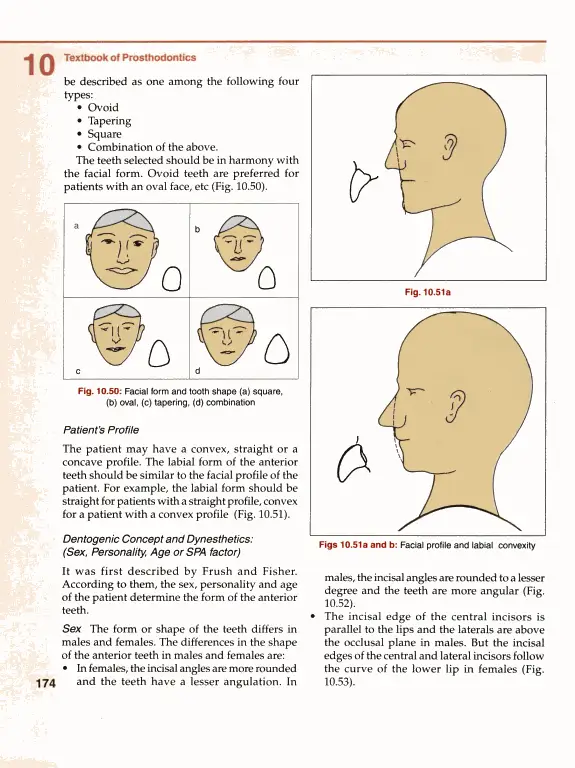 10
Textbook of Prosthodontics
be described as one among the following four
types:
• Ovoid
• Tapering
• Square
• Combination of the above.
The teeth selected should be in harmony with
the facial form. Ovoid teeth are preferred for
patients with an oval face, etc (Fig. 10.50).
a
b
c
d
Fig. 10.50: Facial form and tooth shape (a) square,
(b) oval, (c) tapering, (d) combination
Patient's Profile
The patient may have a convex, straight or a
concave profile. The labial form of the anterior
teeth should be similar to the facial profile of the
patient. For example, the labial form should be
straight for patients with a straight profile, convex
for a patient with a convex profile (Fig. 10.51).
Dentogenic Concept and Dynesthetics:
(Sex, Personality, Age or SPA factor)
It was first described by Frush and Fisher.
According to them, the sex, personality and age
of the patient determine the form of the anterior
teeth.
Sex The form or shape of the teeth differs in
males and females. The differences in the shape
of the anterior teeth in males and females are:
• In females, the incisal angles are more rounded
and the teeth have a lesser angulation. In
174
Fig. 10.51a
Figs 10.51a and b: Facial profile and labial convexity
males, the incisal angles are rounded to a lesser
degree and the teeth are more angular (Fig.
10.52).
• The incisal edge of the central incisors is
parallel to the lips and the laterals are above
the occlusal plane in males. But the incisal
edges of the central and lateral incisors follow
the curve of the lower lip in females (Fig.
10.53).